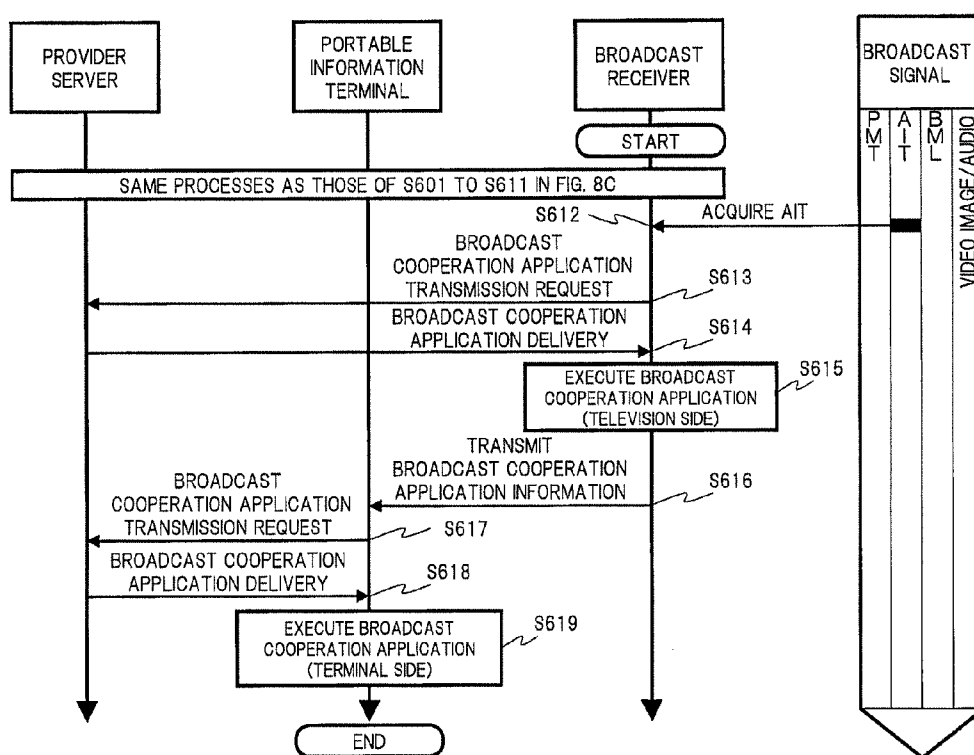 PROVIDER
SERVER
PORTABLE
INFORMATION
TERMINAL
BROADCAST
RECEIVER
BROADCAST
SIGNAL
START
PMT
AIT
BML
VIDEO IMAGE/AUDIO
SAME PROCESSES AS THOSE OF S601 TO S611 IN FIG. 8C
S612
ACQUIRE AIT
BROADCAST
COOPERATION APPLICATION
TRANSMISSION REQUEST
S613
BROADCAST COOPERATION
APPLICATION DELIVERY
S614
EXECUTE BROADCAST
COOPERATION APPLICATION
(TELEVISION SIDE)
S615
TRANSMIT
BROADCAST COOPERATION
APPLICATION INFORMATION
S616
BROADCAST
COOPERATION APPLICATION
TRANSMISSION REQUEST
S617
BROADCAST COOPERATION
APPLICATION DELIVERY
S618
EXECUTE BROADCAST
COOPERATION APPLICATION
(TERMINAL SIDE)
S619
END